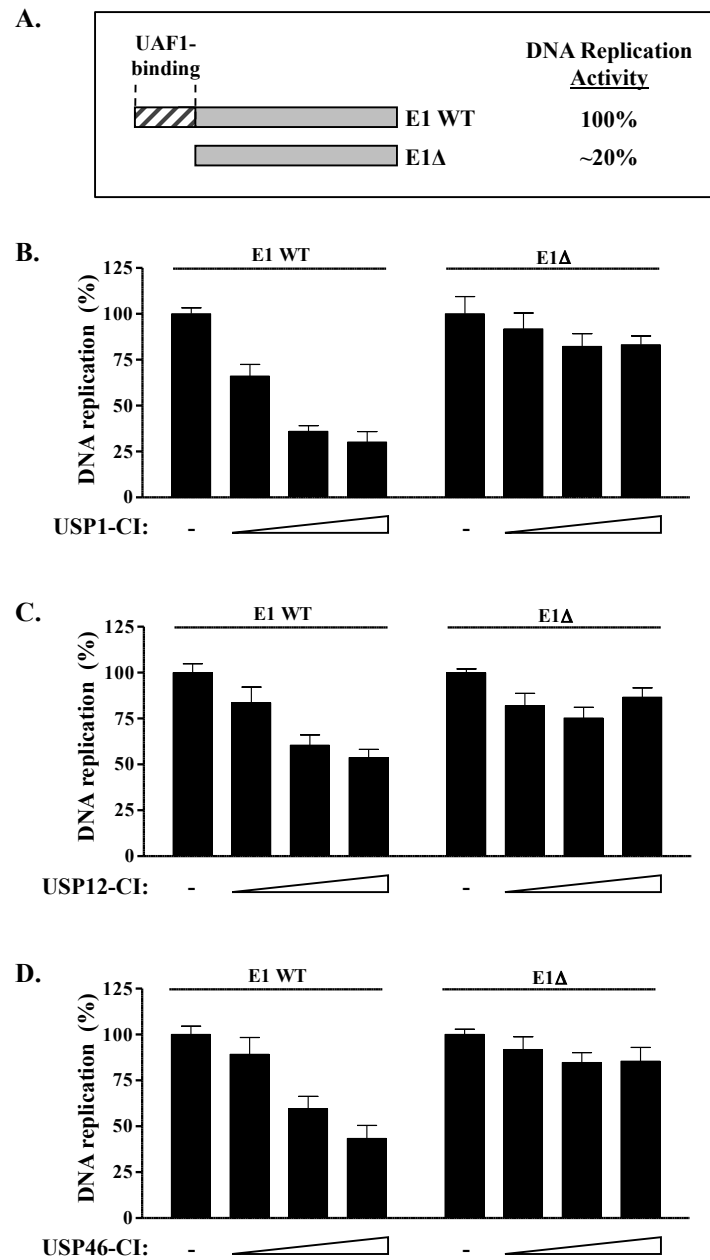 A.
UAF1-
binding
DNA Replication
Activity
E1 WT
100%
E1Δ
~20%
B.
E1 WT
E1Δ
DNA replication (%)
125
100
75
50
25
0
USP1-CI:
-
-
C.
E1 WT
E1Δ
DNA replication (%)
125
100
75
50
25
0
USP12-CI:
-
-
D.
E1 WT
E1Δ
DNA replication (%)
125
100
75
50
25
0
USP46-CI:
-
-